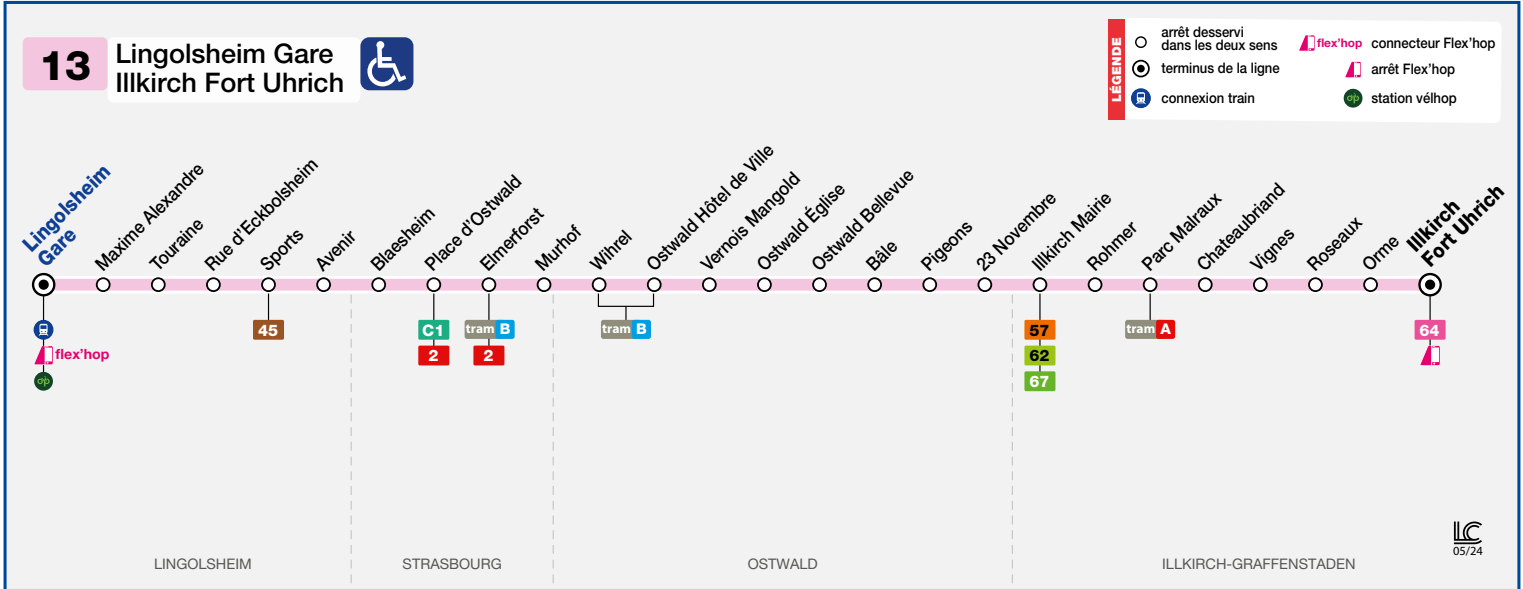 13
Lingolsheim Gare
Illkirch Fort Uhrich
LÉGENDE
arrêt desservi
dans les deux sens
terminus de la ligne
connexion train
flex'hop connecteur Flex'hop
arrêt Flex'hop
station vélhop
Lingolsheim
Gare
Maxime Alexandre
Touraine
Rue d'Eckbolsheim
Sports
Avenir
Blaesheim
Place d'Ostwald
Elmerforst
Murhof
Wihrel
Ostwald Hôtel de Ville
Vernois Mangold
Ostwald Église
Ostwald Bellevue
Bâle
Pigeons
23 Novembre
Illkirch Mairie
Rohmer
Parc Malraux
Chateaubriand
Vignes
Roseaux
Orme
Illkirch
Fort Uhrich
flex'hop
45
C1
2
tram B
2
tram B
57
62
67
tram A
64
LINGOLSHEIM
STRASBOURG
OSTWALD
ILLKIRCH-GRAFFENSTADEN
LC
05/24